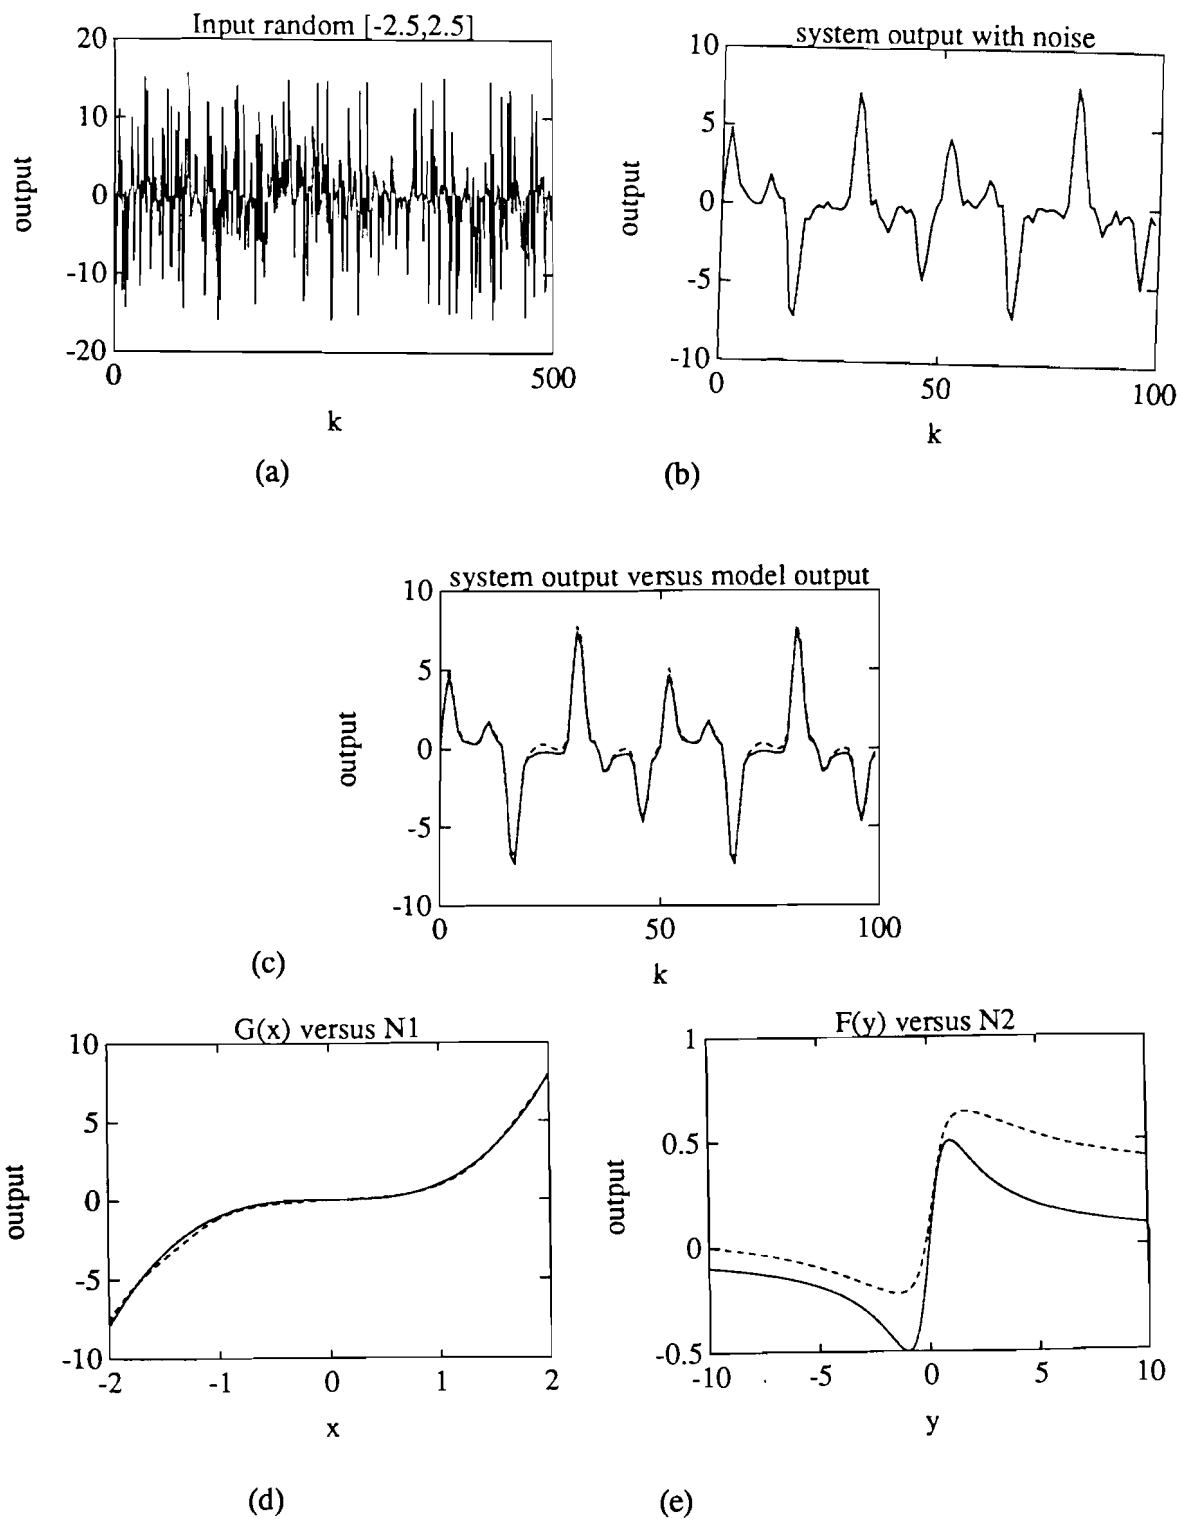 Input random [-2.5,2.5]
20
10
0
-10
-20
output
0
500
k
(a)
system output with noise
10
5
0
-5
-10
output
0
50
100
k
(b)
system output versus model output
10
5
0
-5
-10
output
0
50
100
k
(c)
G(x) versus N1
10
5
0
-5
-10
output
-2
-1
0
1
2
x
(d)
F(y) versus N2
1
0.5
0
-0.5
output
-10
-5
0
5
10
y
(e)